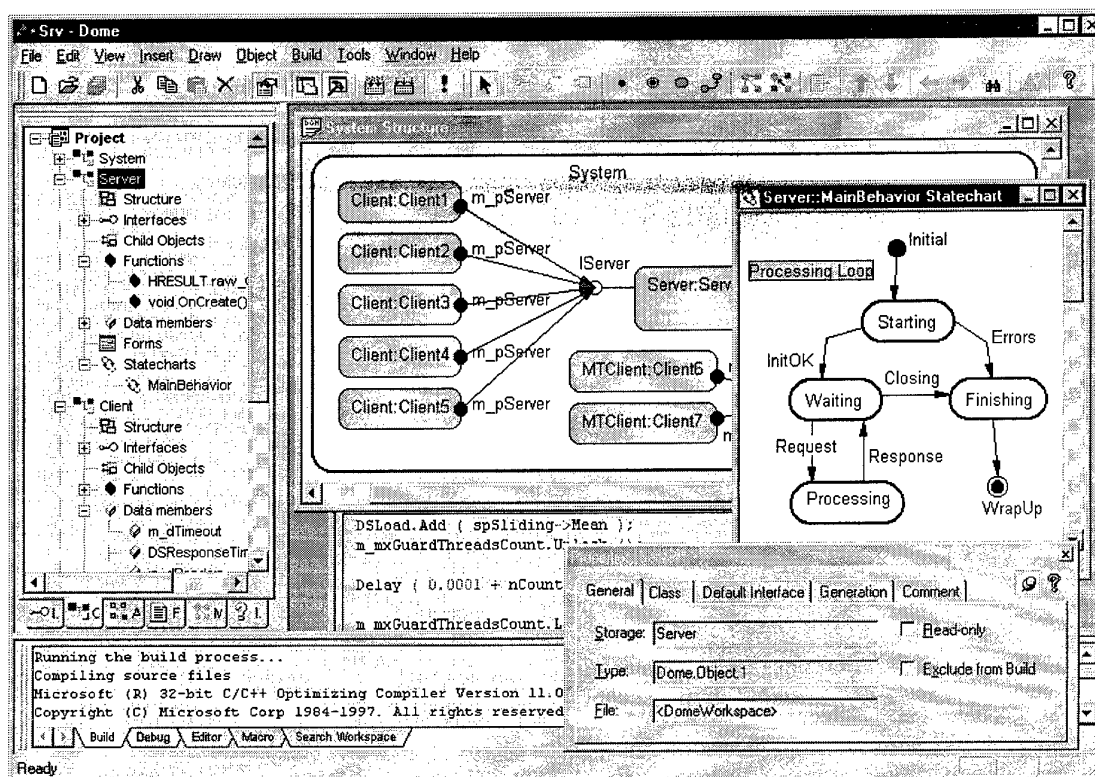 Srv - Dome
File Edit View Insert Draw Object Build Tools Window Help
Project
System
Server
Structure
Interfaces
Child Objects
Functions
HRESULT raw_
void OnCreate()
Data members
Forms
Statecharts
MainBehavior
Client
Structure
Interfaces
Child Objects
Functions
Data members
m_dTimeout
DSResponseTim
I. C A F M I.
System Structure
System
Client:Client1 m_pServer
Client:Client2 m_pServer
IServer
Server:Serv
Client:Client3 m_pServer
Client:Client4 m_pServer
MTClient:Client6
Client:Client5 m_pServer
MTClient:Client7
Server::MainBehavior Statechart
Initial
Processing Loop
Starting
InitOK
Errors
Closing
Waiting
Finishing
Request
Response
Processing
WrapUp
DSLoad.Add ( spSliding->Mean );
m_mxGuardThreadsCount.Unlock
Delay ( 0.0001 + nCount
m_mxGuardThreadsCount.L
General Class Default Interface Generation Comment
Storage: Server
Read-only
Type: Dome.Object.1
Exclude from Build
File: <DomeWorkspace>
Running the build process...
Compiling source files
Microsoft (R) 32-bit C/C++ Optimizing Compiler Version 11.0
Copyright (C) Microsoft Corp 1984-1997. All rights reserved
Build Debug Editor Macro Search Workspace
Ready